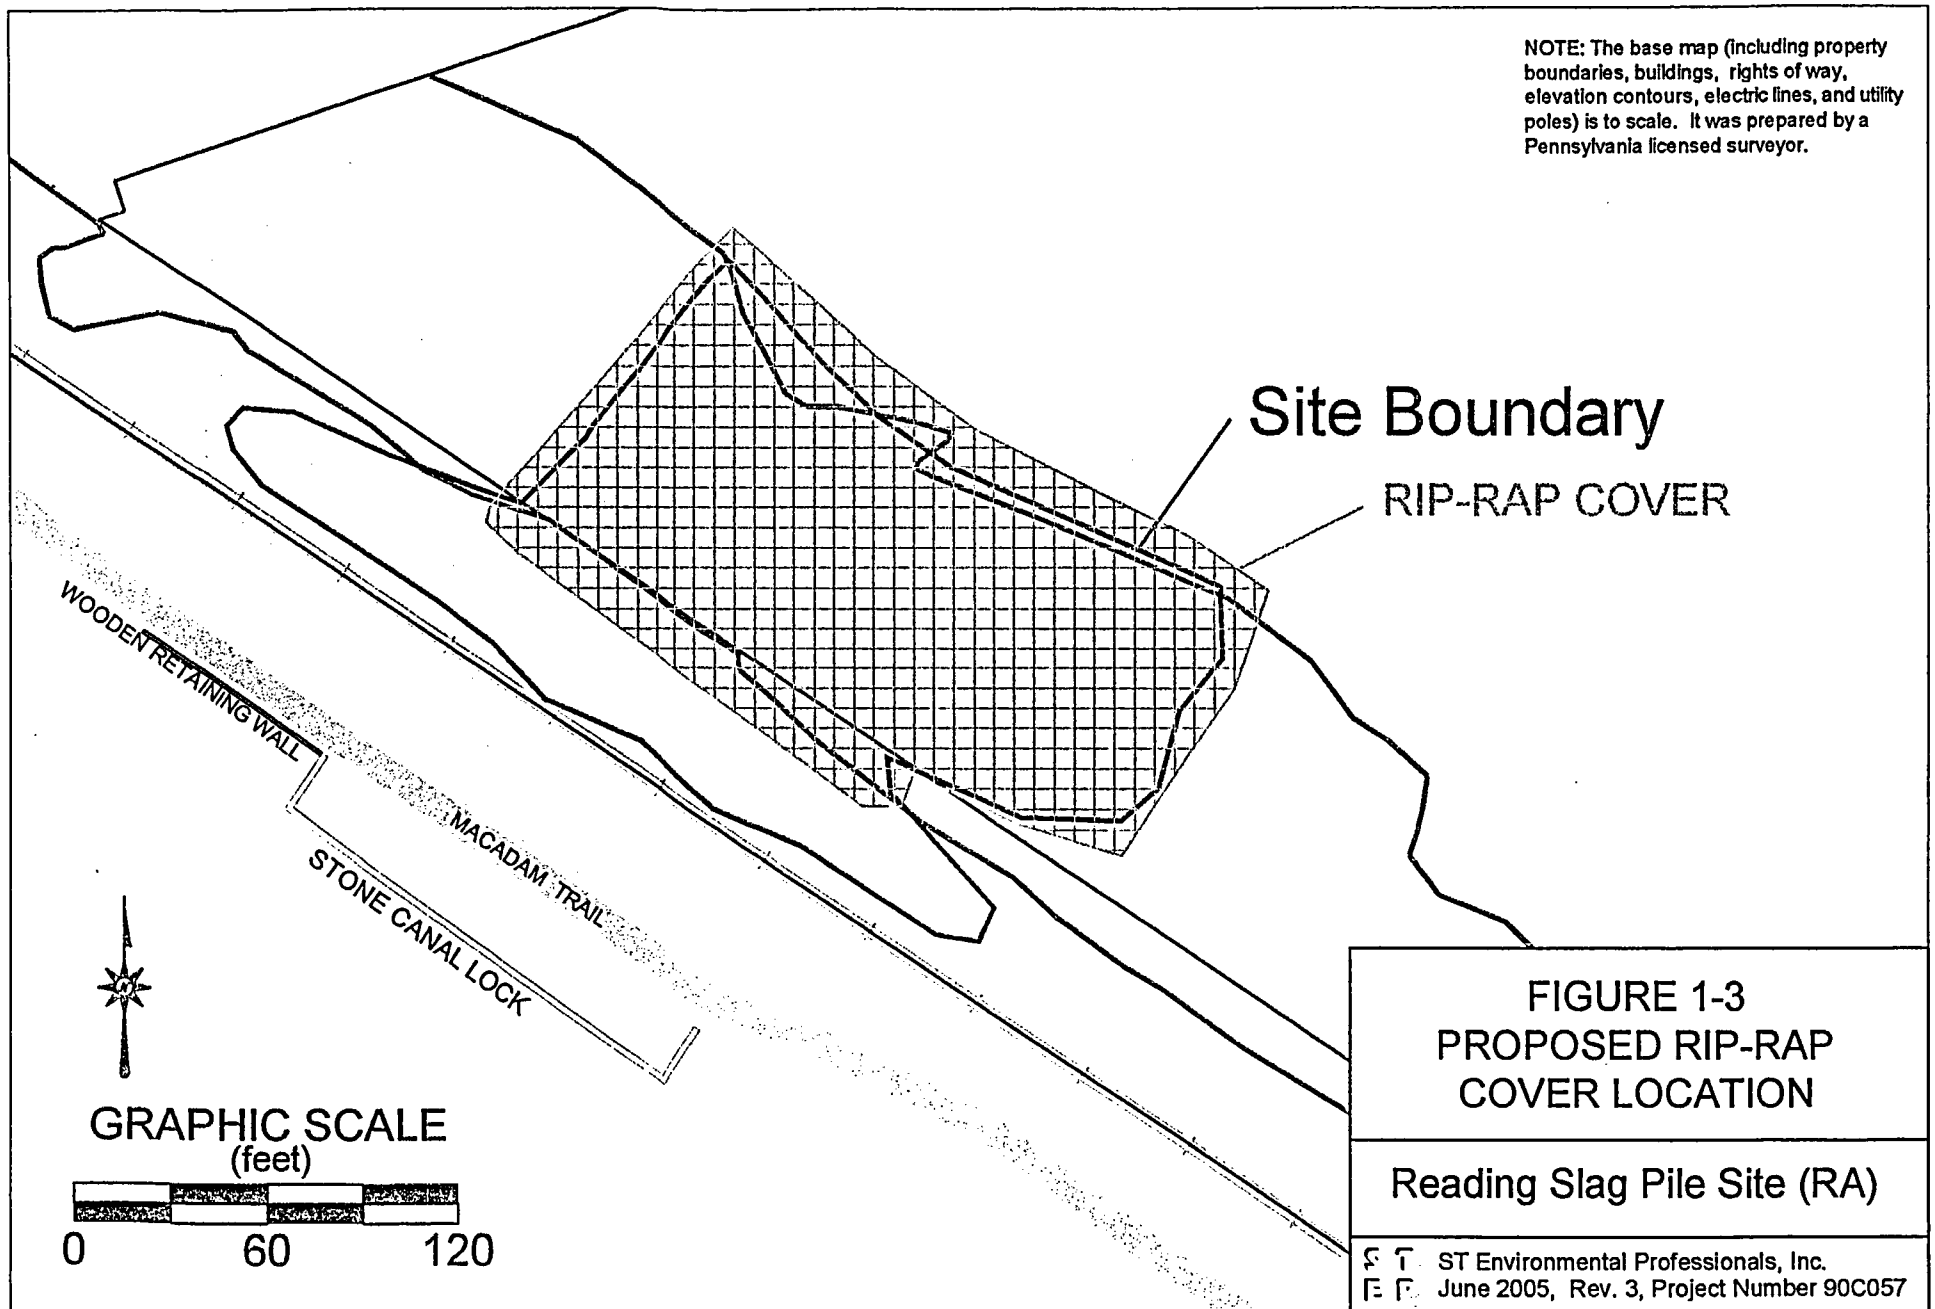 NOTE: The base map (including property
boundaries, buildings, rights of way,
elevation contours, electric lines, and utility
poles) is to scale. It was prepared by a
Pennsylvania licensed surveyor.
Site Boundary
RIP-RAP COVER
WOODEN RETAINING WALL
MACADAM TRAIL
STONE CANAL LOCK
N
GRAPHIC SCALE
(feet)
0 60 120
FIGURE 1-3
PROPOSED RIP-RAP
COVER LOCATION
Reading Slag Pile Site (RA)
S T ST Environmental Professionals, Inc.
E P June 2005, Rev. 3, Project Number 90C057